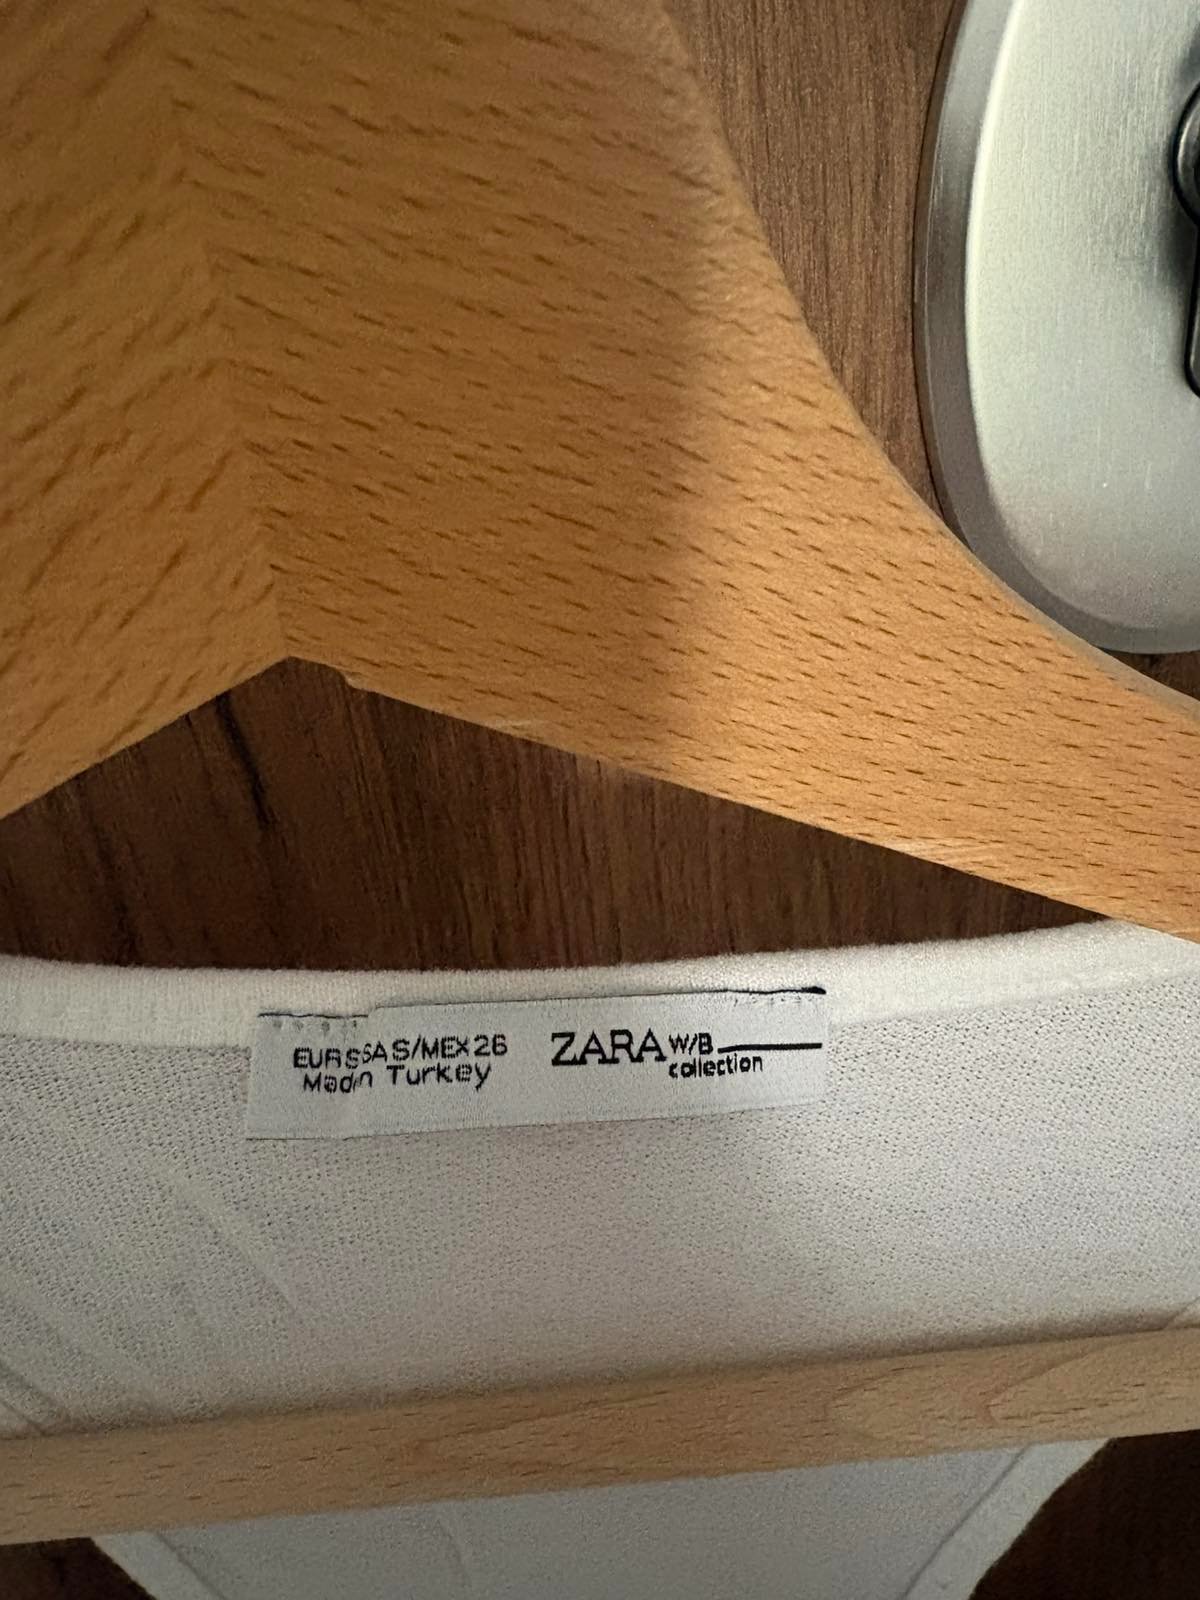 EUR S USA S/MEX 26
Made in Turkey
ZARA W/B
collection